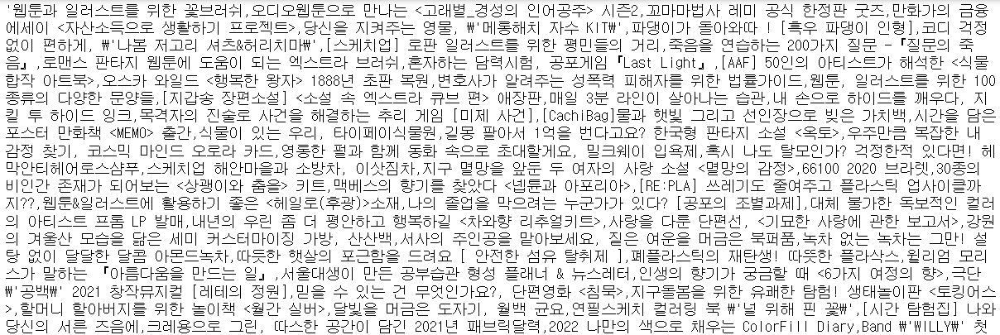 '웹툰과 일러스트를 위한 꽃브러쉬,오디오웹툰으로 만나는 <고래별_경성의 인어공주> 시즌2,꼬마마법사 레미 공식 한정판 굿즈,만화가의 금융
에세이 <자산소득으로 생활하기 프로젝트>,당신을 지켜주는 영물, \'메롱해치 자수 KIT\',파댕이가 돌아와따 ! [흑우 파댕이 인형],코디 걱정
없이 편하게, \'나봄 저고리 셔츠&허리치마\',[스케치업] 로판 일러스트를 위한 평민들의 거리,죽음을 연습하는 200가지 질문 -『질문의 죽
음』,로맨스 판타지 웹툰에 도움이 되는 엑스트라 브러쉬,혼자하는 담력시험, 공포게임『Last Light』,[AAF] 50인의 아티스트가 해석한 <식물
합작 아트북>,오스카 와일드 <행복한 왕자> 1888년 초판 복원,변호사가 알려주는 성폭력 피해자를 위한 법률가이드,웹툰, 일러스트를 위한 100
종류의 다양한 문양들,[지갑송 장편소설] <소설 속 엑스트라 큐브 편> 애장판,매일 3분 라인이 살아나는 습관,내 손으로 하이드를 깨우다, 지
킬 투 하이드 잉크,목격자의 진술로 사건을 해결하는 추리 게임 [미제 사건],[CachiBag]물과 햇빛 그리고 선인장으로 빚은 가치백,시간을 담은
포스터 만화책 <MEMO> 출간,식물이 있는 우리, 타이페이식물원,길몽 팔아서 1억을 번다고요? 한국형 판타지 소설 <옥토>,우주만큼 복잡한 내
감정 찾기, 코스믹 마인드 오로라 카드,영롱한 펄과 함께 동화 속으로 초대할게요, 밀크웨이 입욕제,혹시 나도 탈모인가? 걱정한적 있다면! 헤
막안티헤어로스샴푸,스케치업 해안마을과 소방차, 이삿짐차,지구 멸망을 앞둔 두 여자의 사랑 소설 <멸망의 감정>,66100 2020 브라렛,30종의
비인간 존재가 되어보는 <상괭이와 춤을> 키트,맥베스의 향기를 찾았다 <넵튠과 아포리아>,[RE:PLA] 쓰레기도 줄여주고 플라스틱 업사이클까
지??,웹툰&일러스트에 활용하기 좋은 <헤일로(후광)>소재,나의 졸업을 막으려는 누군가가 있다? [공포의 조별과제],대체 불가한 독보적인 컬러
의 아티스트 프롬 LP 발매,내년의 우린 좀 더 평안하고 행복하길 <차와향 리추얼키트>,사랑을 다룬 단편선, <기묘한 사랑에 관한 보고서>,강원
의 겨울산 모습을 닮은 세미 커스터마이징 가방, 산산백,서사의 주인공을 맡아보세요, 짙은 여운을 머금은 북퍼퓸,녹차 없는 녹차는 그만! 설
탕 없이 달달한 달콤 아몬드녹차,따듯한 햇살의 포근함을 드려요 [ 안전한 섬유 탈취제 ],폐플라스틱의 재탄생! 따뜻한 플라삭스,윌리엄 모리
스가 말하는 『아름다움을 만드는 일』,서울대생이 만든 공부습관 형성 플래너 & 뉴스레터,인생의 향기가 궁금할 때 <6가지 여정의 향>,극단
\'공백\' 2021 창작뮤지컬 [레테의 정원],믿을 수 있는 건 무엇인가요?, 단편영화 <침묵>,지구돌봄을 위한 유쾌한 탐험! 생태놀이판 <토킹어스
>,할머니 할아버지를 위한 놀이책 <월간 실버>,달빛을 머금은 도자기, 월백 균요,연필스케치 컬러링 북 \'널 위해 핀 꽃\',[시간 탐험집] 나와
당신의 서른 즈음에,크레용으로 그린, 따스한 공간이 담긴 2021년 패브릭달력,2022 나만의 색으로 채우는 ColorFill Diary,Band \'WILLY\' 첫